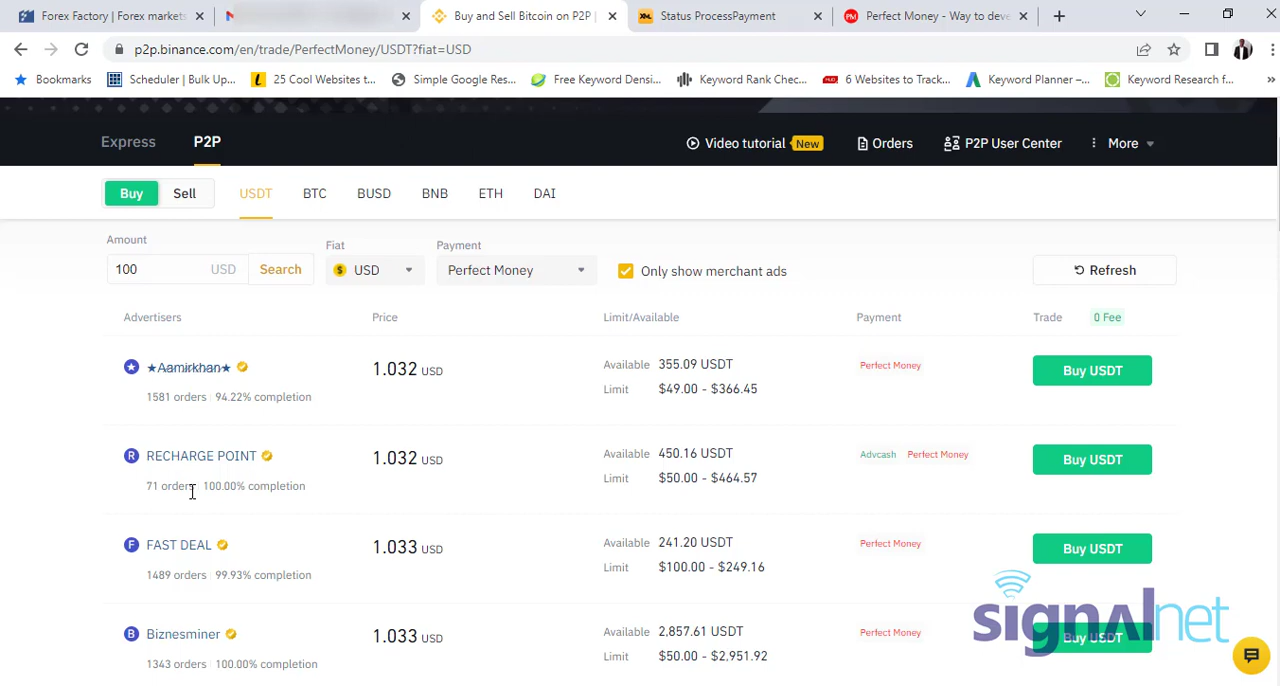 Forex Factory | Forex markets
Buy and Sell Bitcoin on P2P |
Status ProcessPayment
Perfect Money - Way to deve
p2p.binance.com/en/trade/PerfectMoney/USDT?fiat=USD
Bookmarks
Scheduler | Bulk Up...
25 Cool Websites t...
Simple Google Res...
Free Keyword Densi...
Keyword Rank Chec...
6 Websites to Track...
Keyword Planner –...
Keyword Research f...
Express
P2P
Video tutorial New
Orders
P2P User Center
More
Buy
Sell
USDT
BTC
BUSD
BNB
ETH
DAI
Amount
Fiat
Payment
100 USD
Search
$ USD
Perfect Money
Only show merchant ads
Refresh
Advertisers
Price
Limit/Available
Payment
Trade
0 Fee
★Aamirkhan★
1581 orders | 94.22% completion
1.032 USD
Available 355.09 USDT
Limit $49.00 - $366.45
Perfect Money
Buy USDT
R RECHARGE POINT
71 orders 100.00% completion
1.032 USD
Available 450.16 USDT
Limit $50.00 - $464.57
Advcash Perfect Money
Buy USDT
F FAST DEAL
1489 orders | 99.93% completion
1.033 USD
Available 241.20 USDT
Limit $100.00 - $249.16
Perfect Money
Buy USDT
B Biznesminer
1343 orders | 100.00% completion
1.033 USD
Available 2,857.61 USDT
Limit $50.00 - $2,951.92
Perfect Money
Buy USDT
signalnet